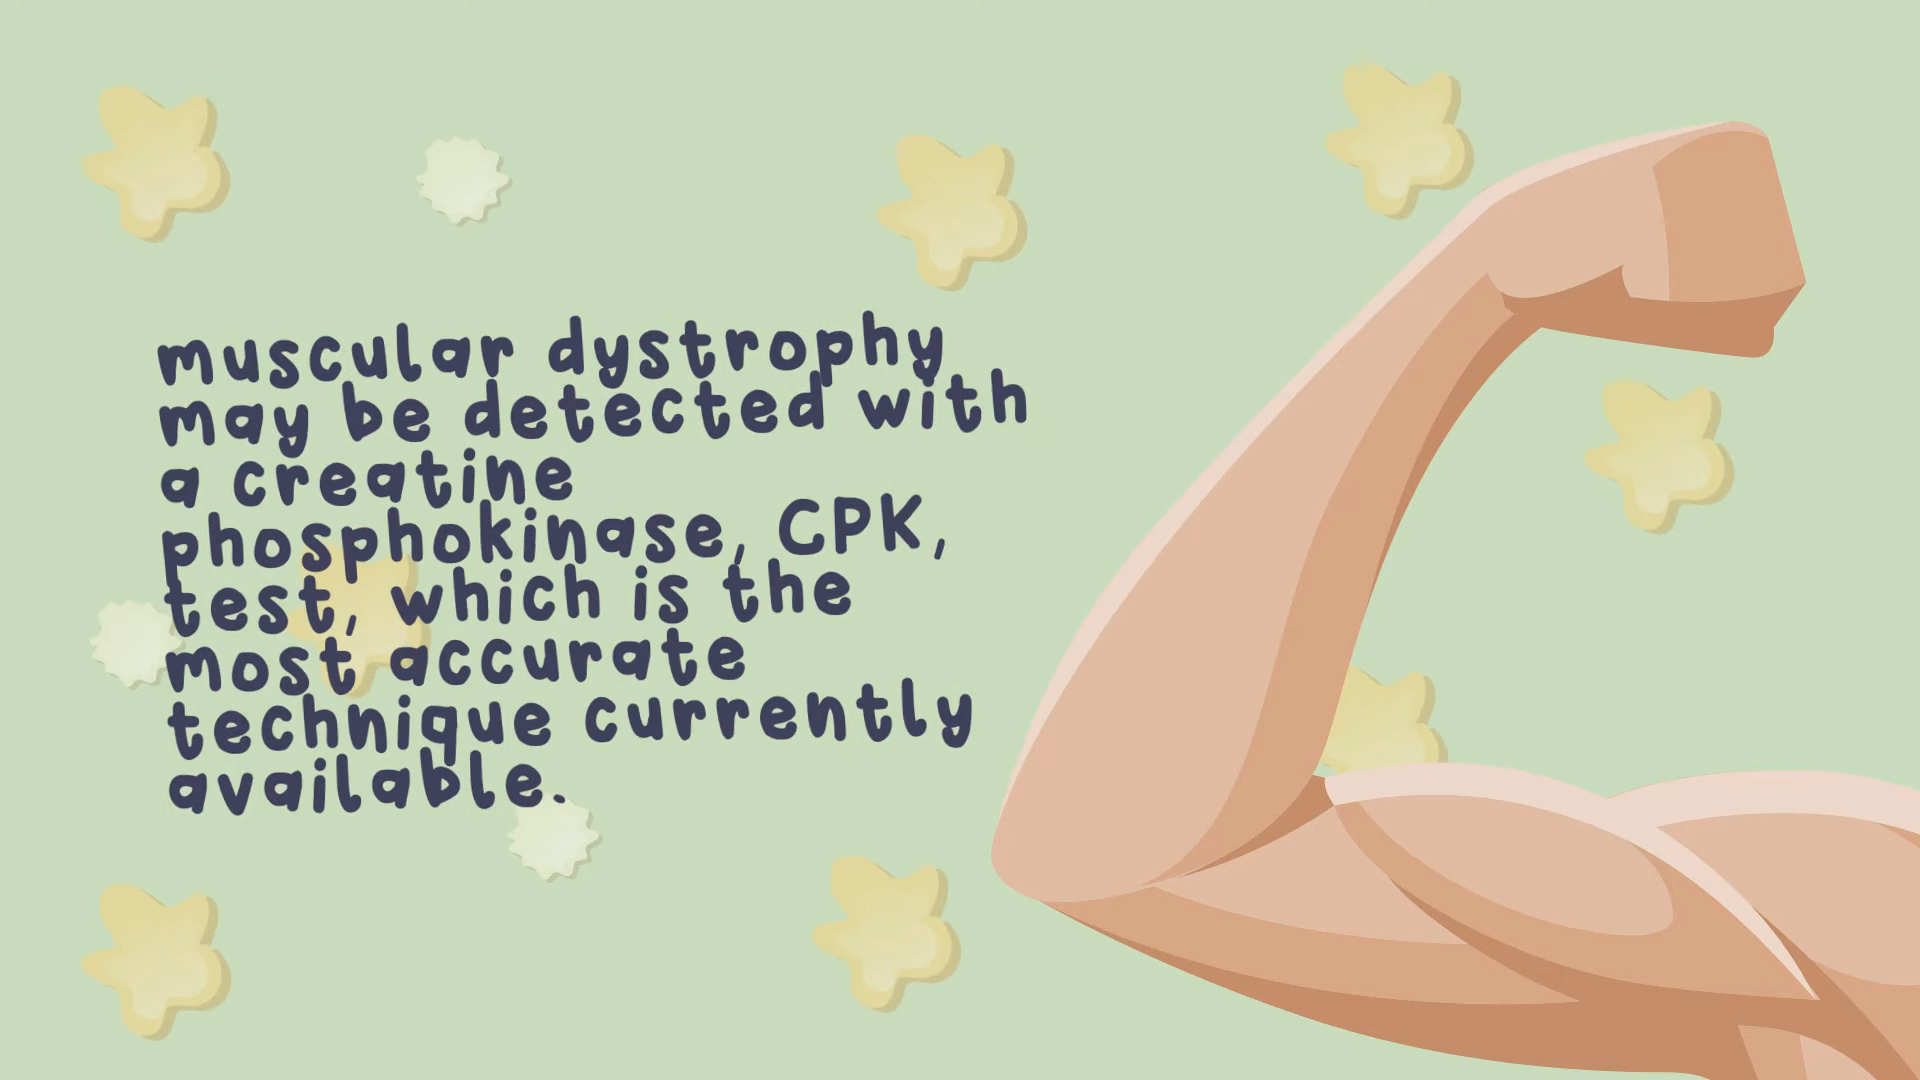 muscular dystrophy
may be detected with
a creatine
phosphokinase, CPK,
test, which is the
most accurate
technique currently
available.